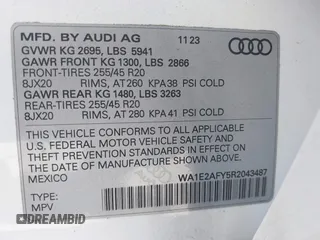 MFD. BY AUDI AG 11 23
GVWR KG 2695, LBS 5941
GAWR FRONT KG 1300, LBS 2866
FRONT-TIRES 255/45 R20
8JX20 RIMS, AT 260 KPA 38 PSI COLD
GAWR REAR KG 1480, LBS 3263
REAR-TIRES 255/45 R20
8JX20 RIMS, AT 280 KPA 41 PSI COLD
THIS VEHICLE CONFORMS TO ALL APPLICABLE
U.S. FEDERAL MOTOR VEHICLE SAFETY AND
THEFT PREVENTION STANDARDS IN EFFECT ON
THE DATE OF MANUFACTURE SHOWN ABOVE.
MEXICO WA1E2AFY5R2043487
TYPE:
MPV
DREAMBID